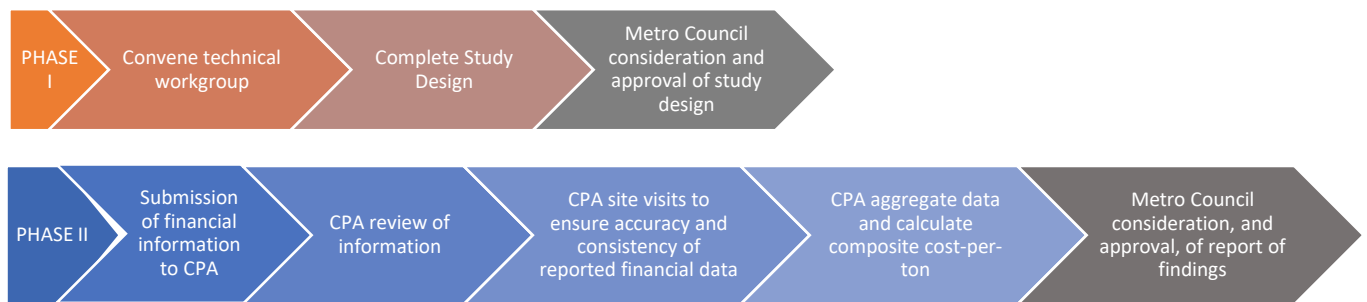 PHASE
I
Convene technical
workgroup
Complete Study
Design
Metro Council
consideration and
approval of study
design
PHASE II
Submission
of financial
information
to CPA
CPA review of
information
CPA site visits to
ensure accuracy and
consistency of
reported financial data
CPA aggregate data
and calculate
composite cost-per-
ton
Metro Council
consideration, and
approval, of report of
findings